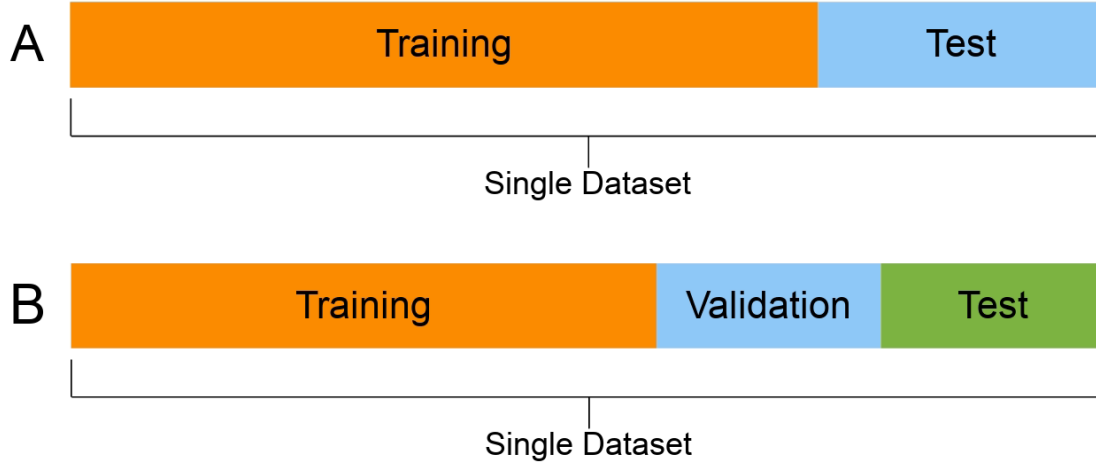 A
Training
Test
Single Dataset
B
Training
Validation
Test
Single Dataset